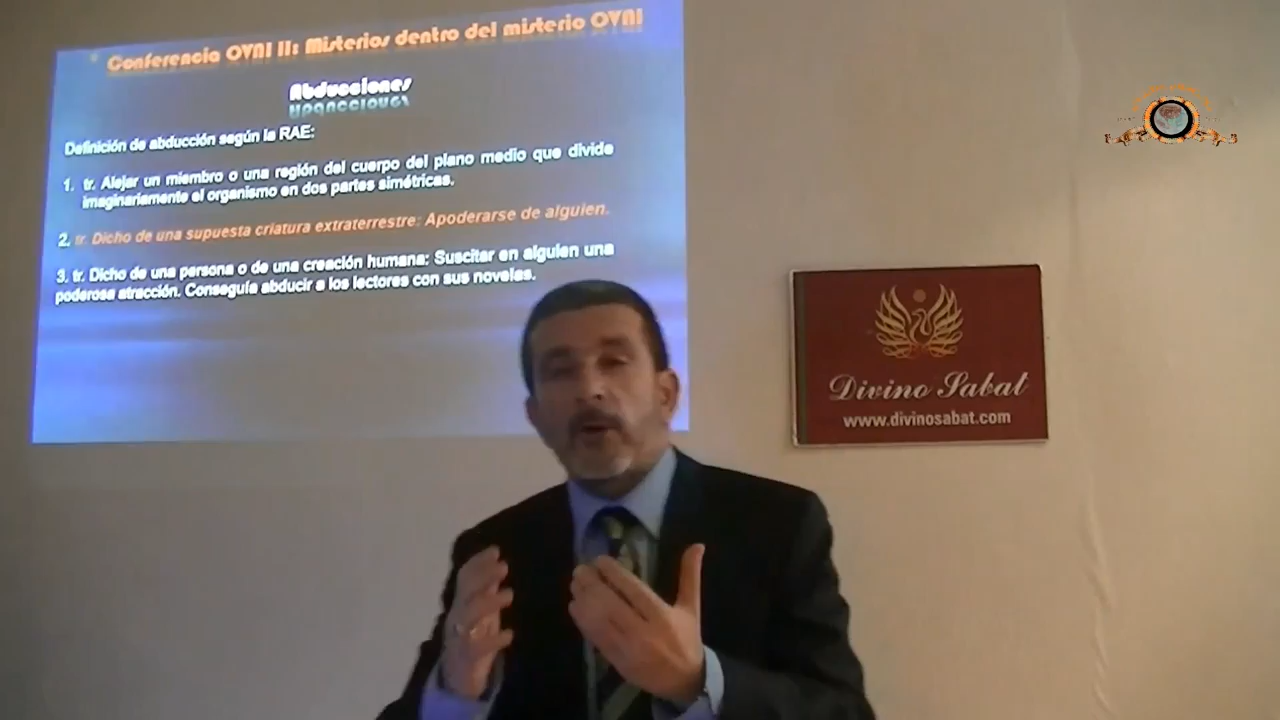 Conferencia OVNI II: Misterios dentro del misterio OVNI
Abducciones
Definición de abducción según la RAE:
1. tr. Alejar un miembro o una región del cuerpo del plano medio que divide
imaginariamente el organismo en dos partes simétricas.
2. tr. Dicho de una supuesta criatura extraterrestre: Apoderarse de alguien.
3. tr. Dicho de una persona o de una creación humana: Suscitar en alguien una
poderosa atracción. Conseguía abducir a los lectores con sus novelas.
Divino Sabat
www.divinosabat.com